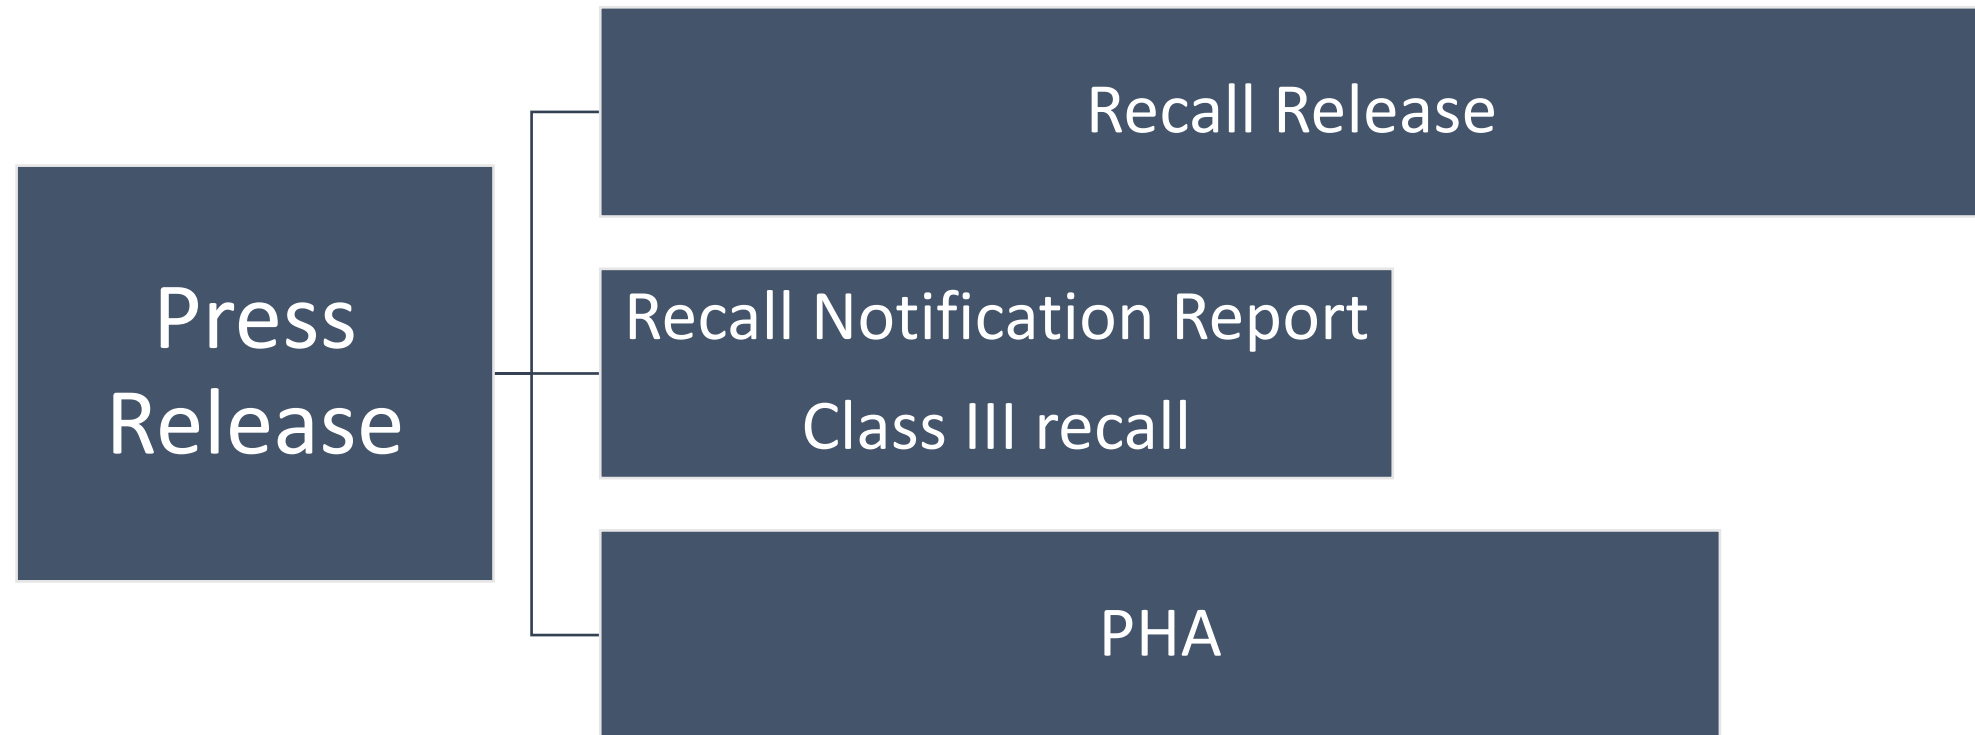 Press
Release
Recall Release
Recall Notification Report
Class III recall
PHA